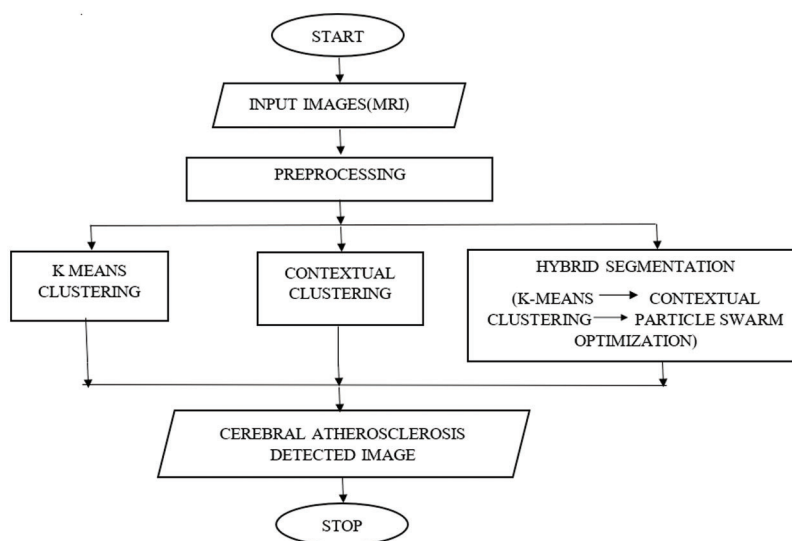 START
INPUT IMAGES(MRI)
PREPROCESSING
K MEANS
CLUSTERING
CONTEXTUAL
CLUSTERING
HYBRID SEGMENTATION
(K-MEANS CONTEXTUAL
CLUSTERING PARTICLE SWARM
OPTIMIZATION)
CEREBRAL ATHEROSCLEROSIS
DETECTED IMAGE
STOP